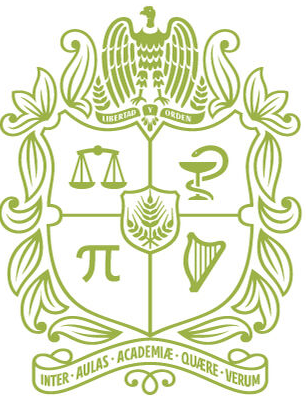 LIBERTAD Y ORDEN
π
INTER · AULAS · ACADEMIÆ · QUÆRE · VERUM